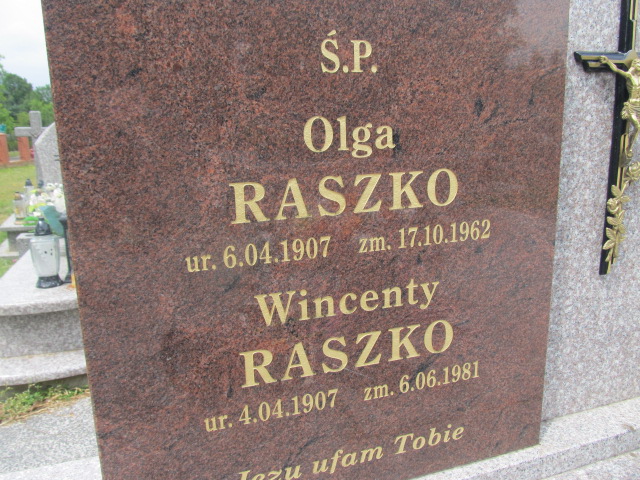 Ś.P.
Olga
RASZKO
ur. 6.04.1907 zm. 17.10.1962
Wincenty
RASZKO
ur. 4.04.1907 zm. 6.06.1981
Jezu ufam Tobie